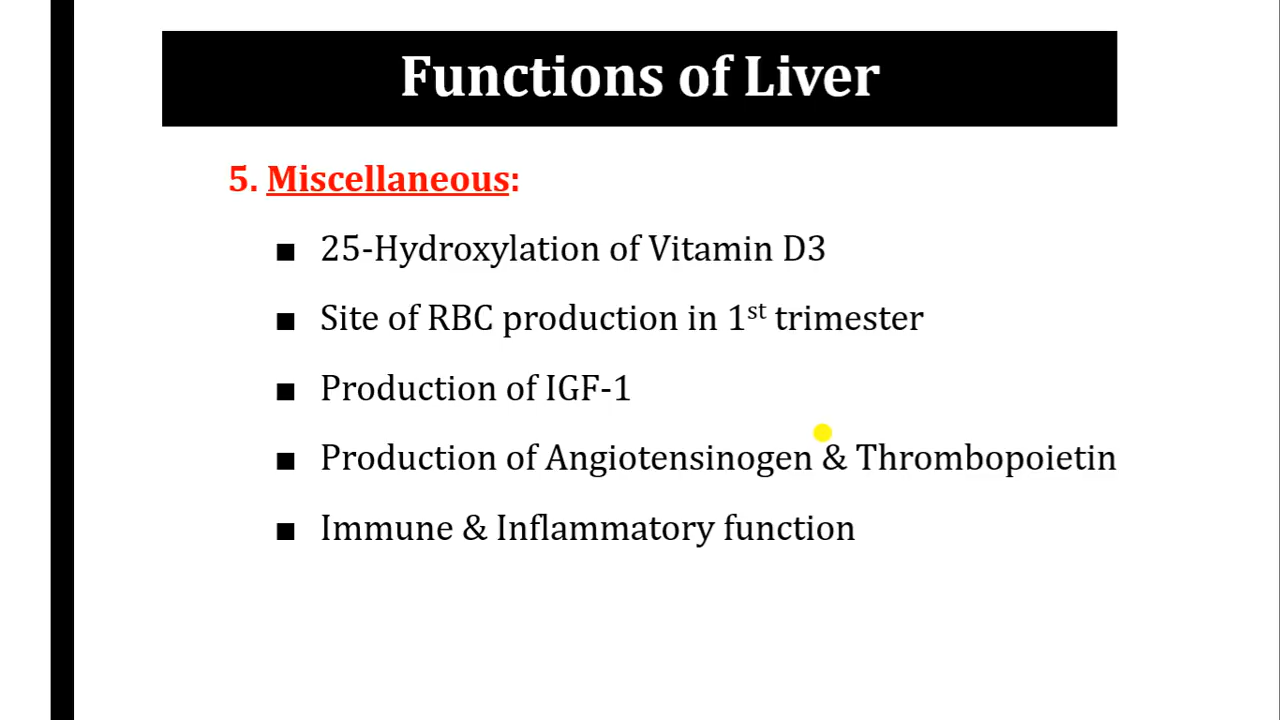 Functions of Liver
5. Miscellaneous:
■ 25-Hydroxylation of Vitamin D3
■ Site of RBC production in 1st trimester
■ Production of IGF-1
■ Production of Angiotensinogen & Thrombopoietin
■ Immune & Inflammatory function